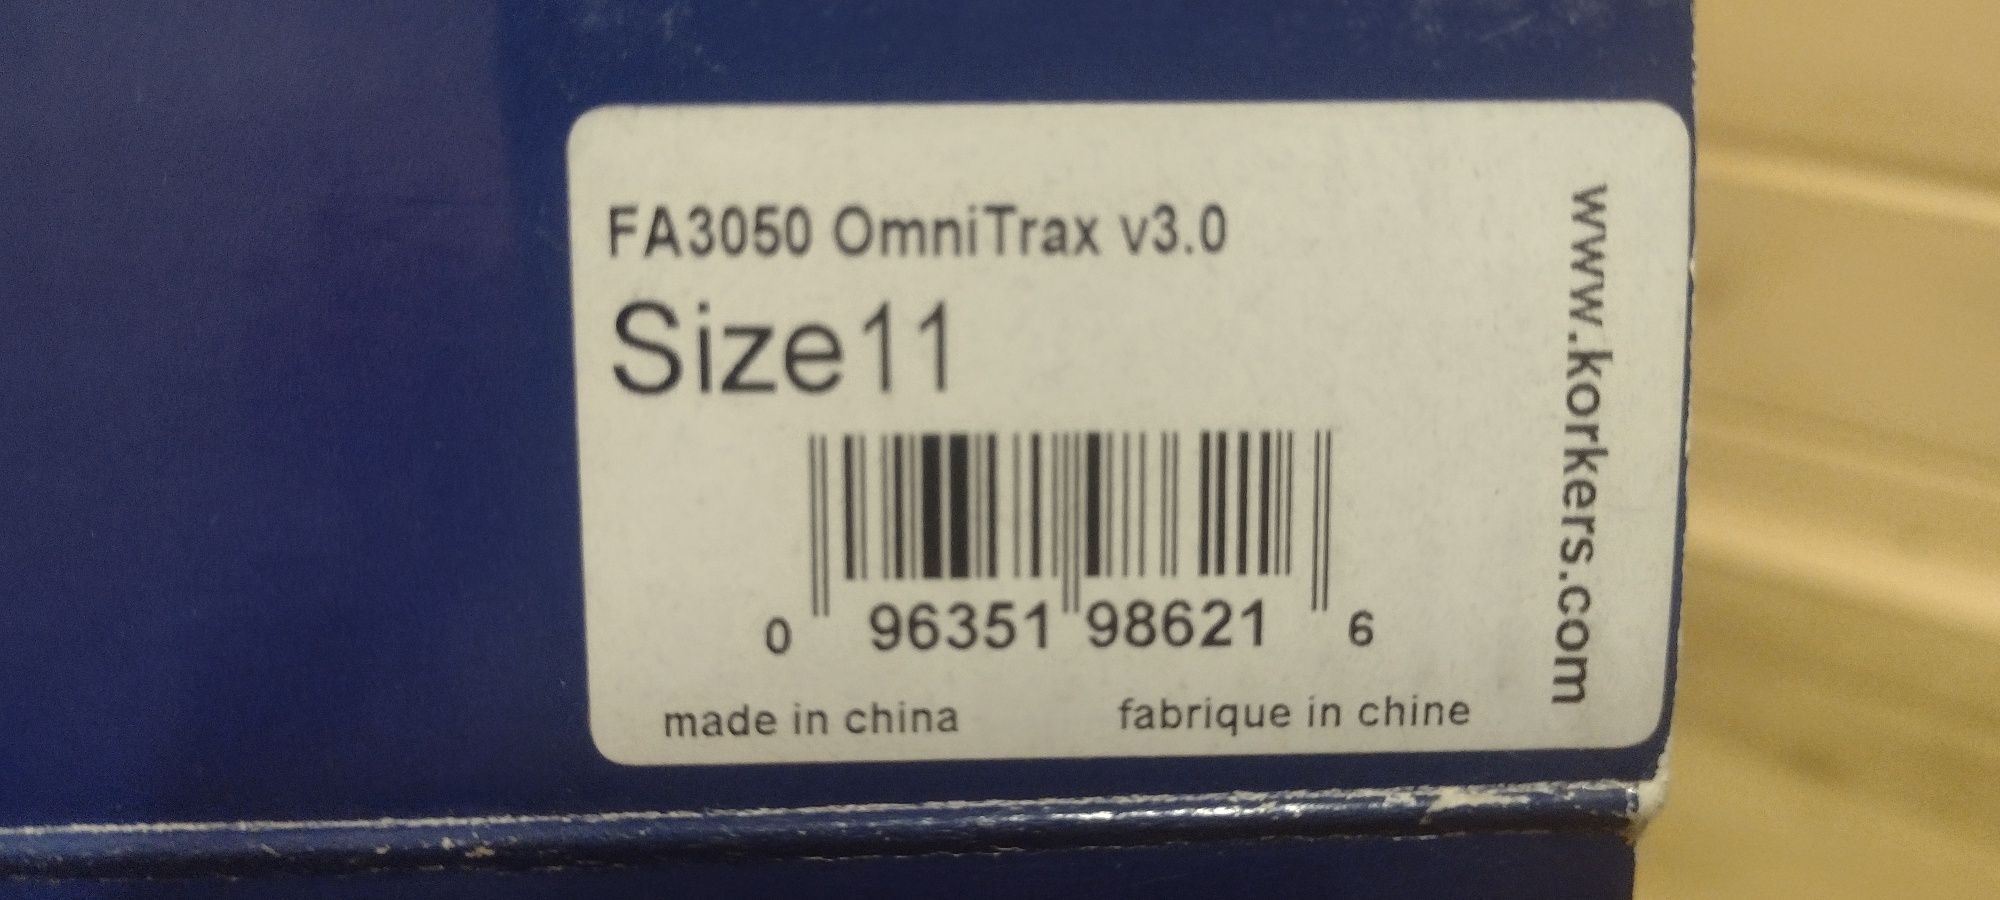 FA3050 OmniTrax v3.0
Size11
0 96351 98621 6
made in china
fabrique in chine
www.korkers.com